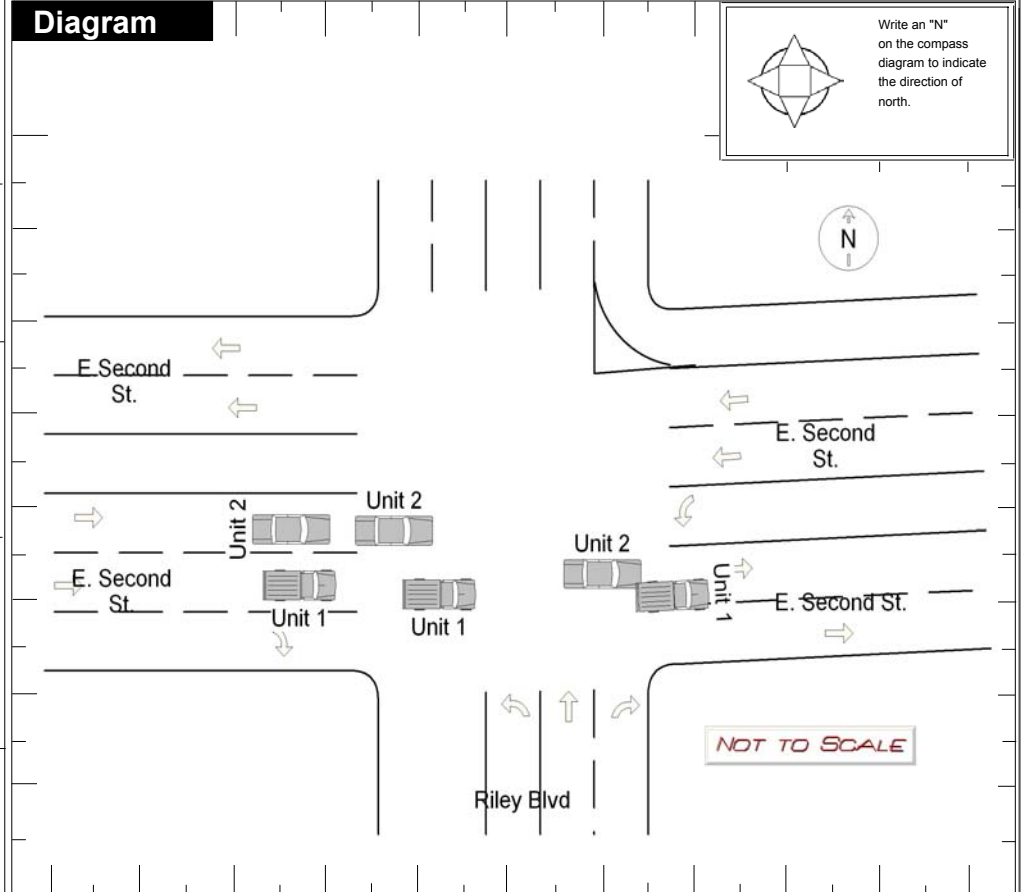 Diagram
Write an "N"
on the compass
diagram to indicate
the direction of
north.
N
E.Second
St.
E. Second
St.
Unit 2
Unit 2
Unit 2
E. Second
St.
Unit 1
Unit 1
Unit 1
E. Second St.
NOT TO SCALE
Riley Blvd